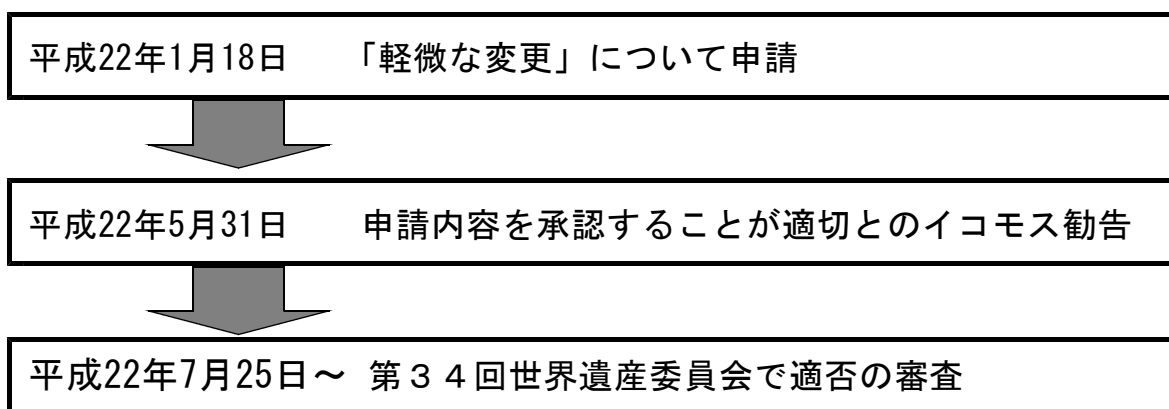 平成22年1月18日　「軽微な変更」について申請
平成22年5月31日　申請内容を承認することが適切とのイコモス勧告
平成22年7月25日～ 第３４回世界遺産委員会で適否の審査